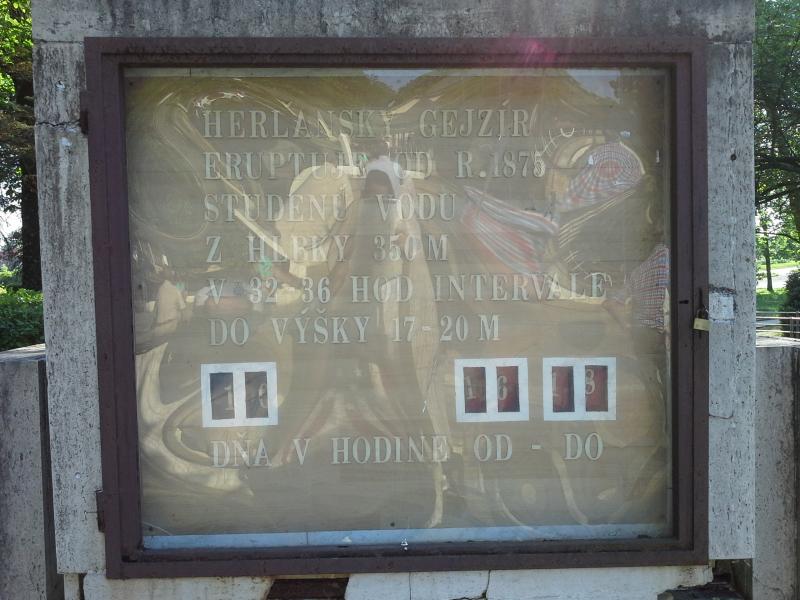 HERLANSKÝ GEJZÍR
ERUPTUJE OD R.1875
STUDENÚ VODU
Z HĹBKY 350 M
V 32-36 HOD INTERVALE
DO VÝŠKY 17-20 M
16 18
DŇA V HODINE OD - DO